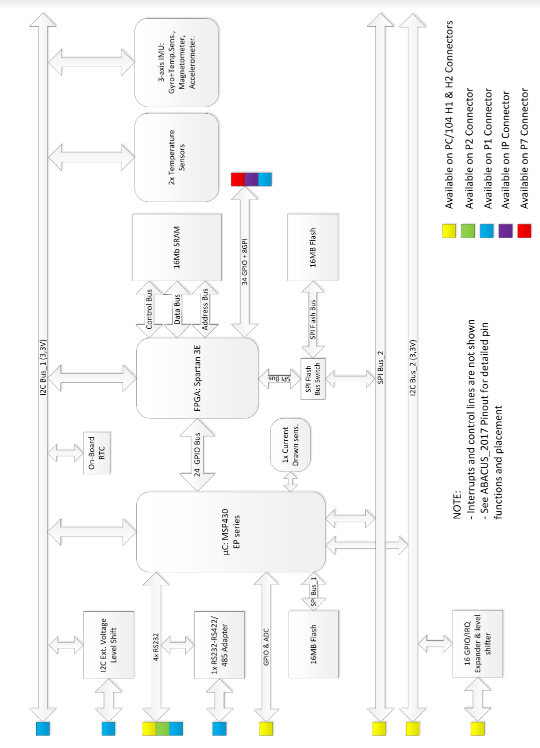 I2C Bus_1 (3,3V)
3-axis IMU:
Gyro+Temp.Sens.,
Magnetometer,
Accelerometer.
2x Temperature
Sensors
16Mb SRAM
Control Bus
Data Bus
Address Bus
34 GPIO + 8GPI
16MB Flash
SPI Flash Bus
FPGA: Spartan 3E
SPI Bus
SPI Flash
Bus Switch
On-Board
RTC
24 GPIO Bus
1x Current
Drawn sens.
µC: MSP430
EP series
I2C Ext. Voltage
Level Shift
4x RS232
1x RS232-RS422/
485 Adapter
GPIO & ADC
SPI Bus_1
16MB Flash
SPI Bus_2
I2C Bus_2 (3,3V)
16 GPIO/IRQ
Expander & level
shifter
Available on PC/104 H1 & H2 Connectors
Available on P2 Connector
Available on P1 Connector
Available on IP Connector
Available on P7 Connector
NOTE:
- Interrupts and control lines are not shown
- See ABACUS_2017 Pinout for detailed pin
functions and placement